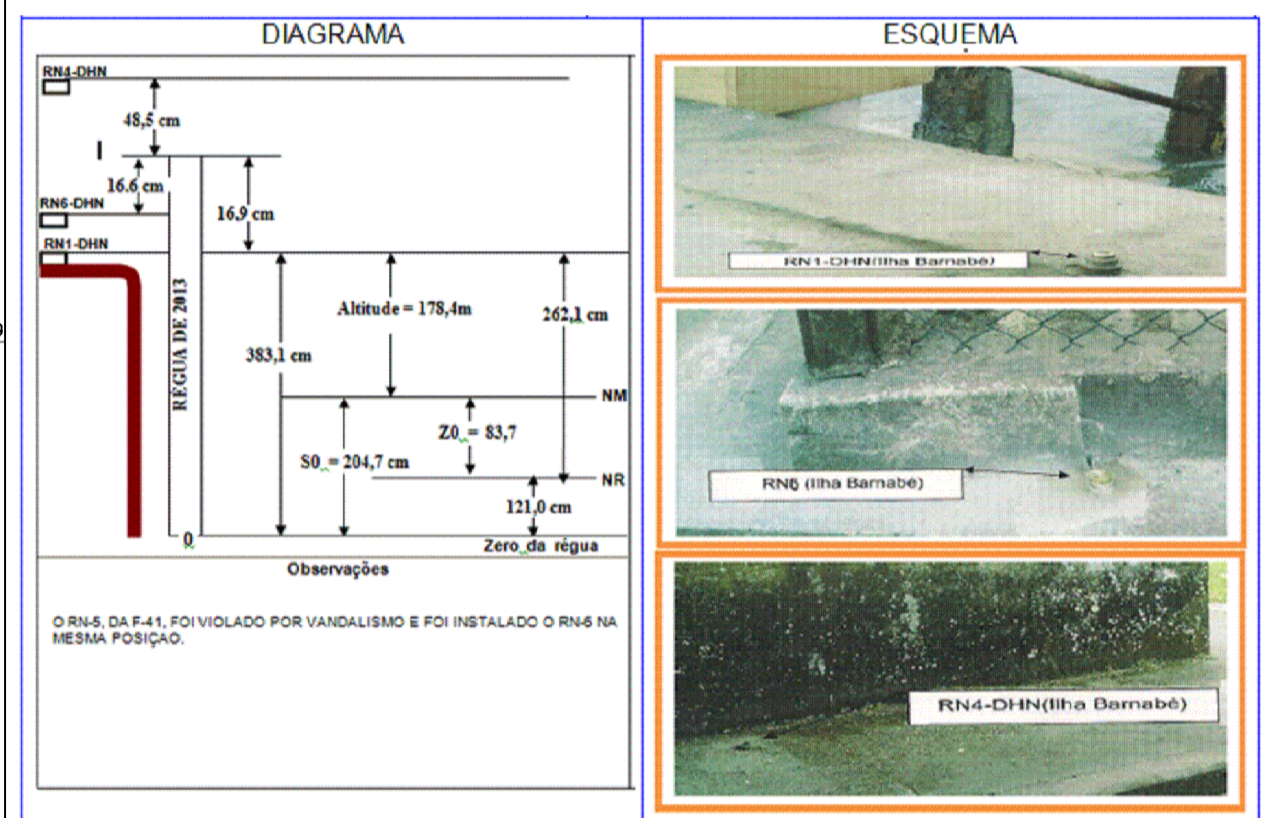 DIAGRAMA
RN4-DHN
48,5 cm
I
16.6 cm
RN6-DHN
16,9 cm
RN1-DHN
RÉGUA DE 2013
Altitude = 178,4m
262,1 cm
383,1 cm
NM
Z0 = 83,7
S0 = 204,7 cm
NR
121,0 cm
0
Zero da régua
Observações
O RN-5, DA F-41, FOI VIOLADO POR VANDALISMO E FOI INSTALADO O RN-6 NA
MESMA POSIÇAO.
ESQUEMA
RN1-DHN(Ilha Barnabé)
RN6 (Ilha Barnabé)
RN4-DHN(Ilha Barnabé)